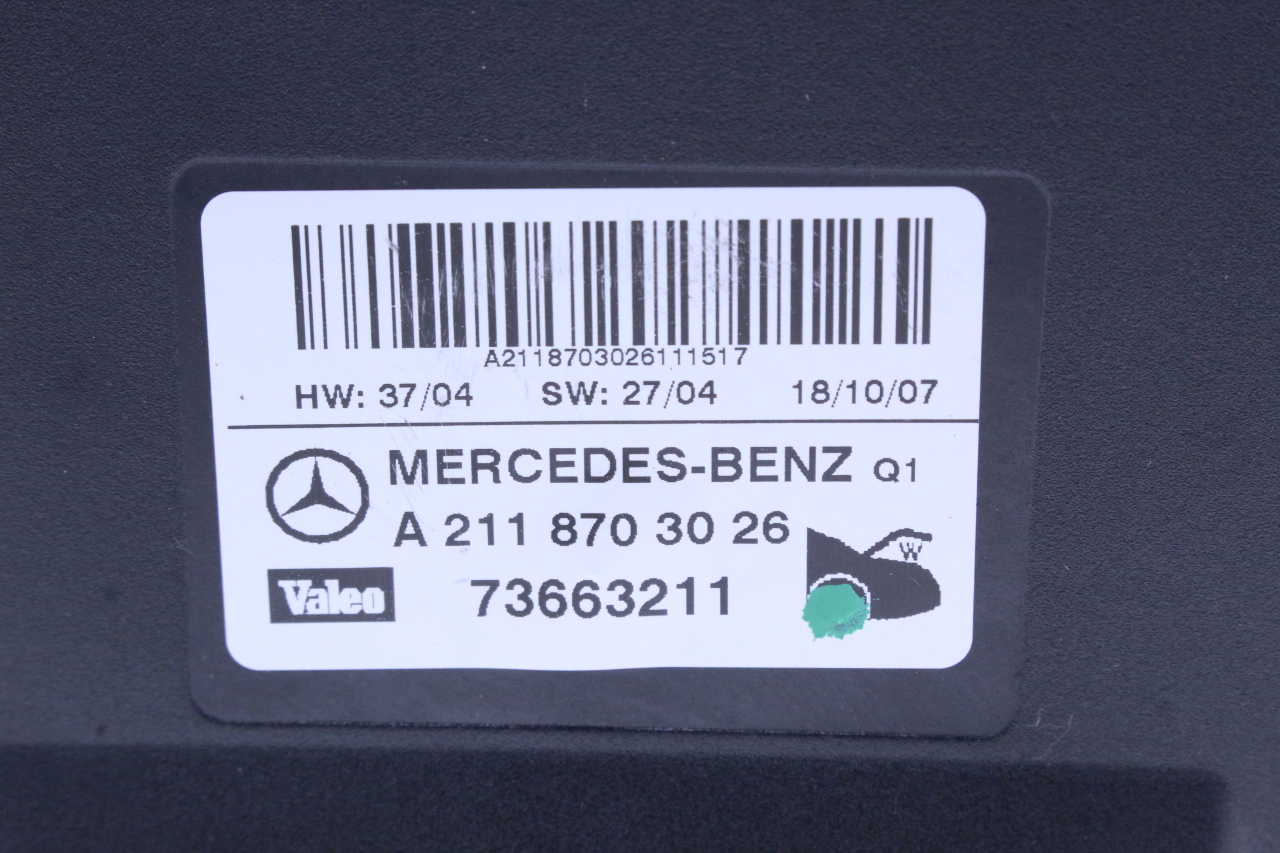 A2118703026111517
HW: 37/04 SW: 27/04 18/10/07
MERCEDES-BENZ Q1
A 211 870 30 26
W
Valeo 73663211